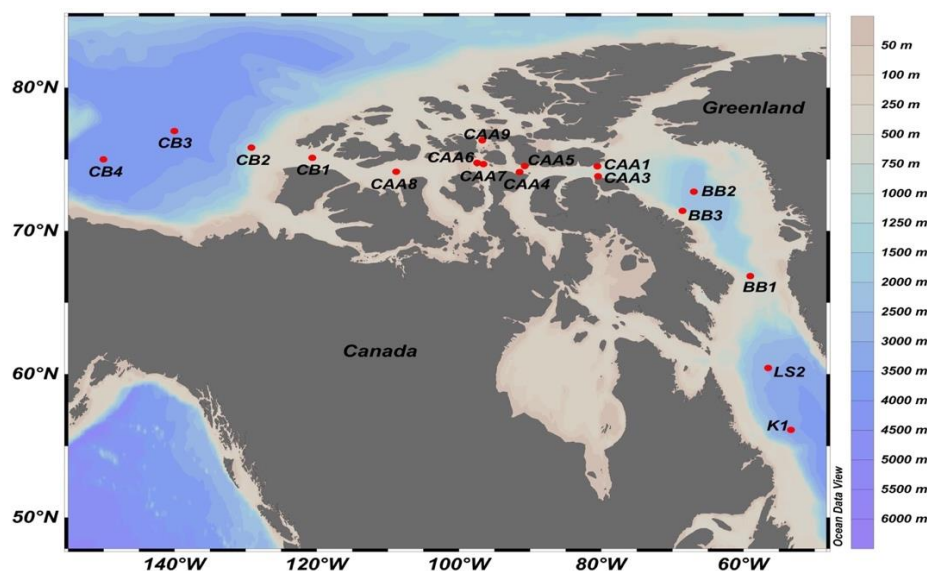 80°N
70°N
60°N
50°N
140°W
120°W
100°W
80°W
60°W
Greenland
Canada
CB4
CB3
CB2
CB1
CAA8
CAA6
CAA9
CAA7
CAA4
CAA5
CAA1
CAA3
BB2
BB3
BB1
LS2
K1
Ocean Data View
50 m
100 m
250 m
500 m
750 m
1000 m
1250 m
1500 m
2000 m
2500 m
3000 m
3500 m
4000 m
4500 m
5000 m
5500 m
6000 m